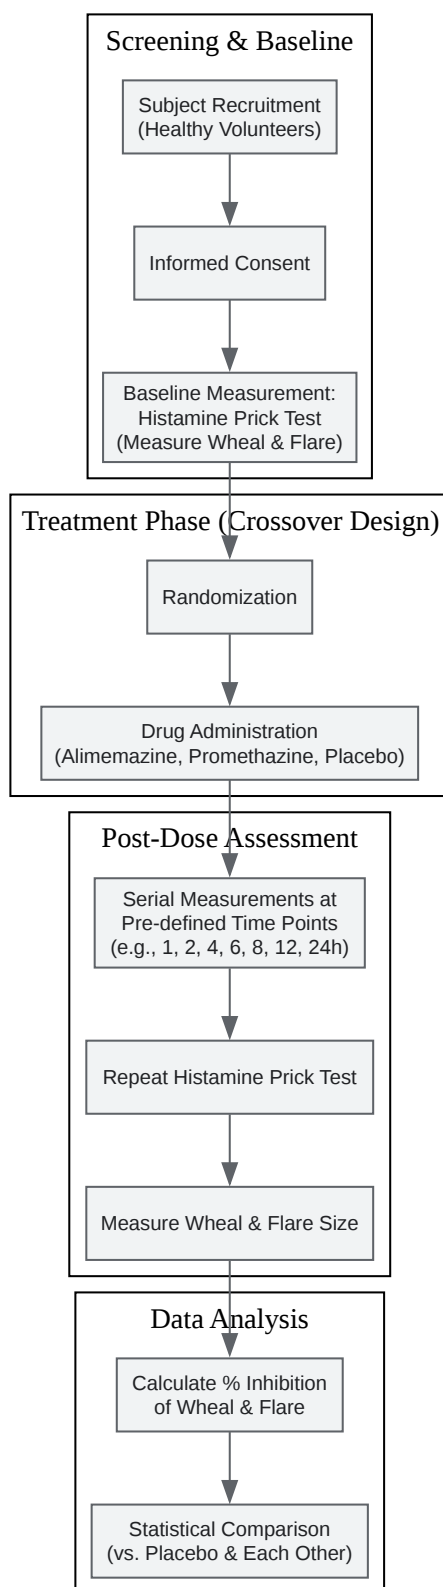 Screening & Baseline
Subject Recruitment
(Healthy Volunteers)
Informed Consent
Baseline Measurement:
Histamine Prick Test
(Measure Wheal & Flare)
Treatment Phase (Crossover Design)
Randomization
Drug Administration
(Alimemazine, Promethazine, Placebo)
Post-Dose Assessment
Serial Measurements at
Pre-defined Time Points
(e.g., 1, 2, 4, 6, 8, 12, 24h)
Repeat Histamine Prick Test
Measure Wheal & Flare Size
Data Analysis
Calculate % Inhibition
of Wheal & Flare
Statistical Comparison
(vs. Placebo & Each Other)